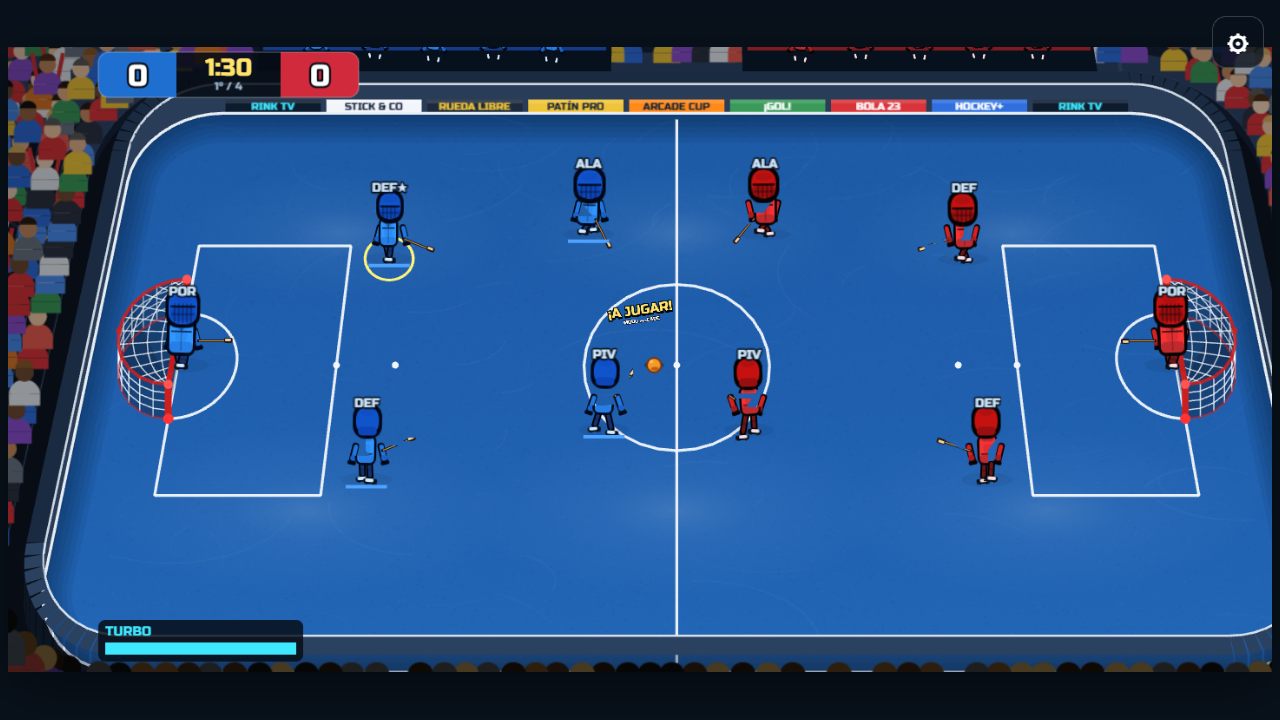 0
1:30
1º / 4
0
RINK TV
STICK & CO
RUEDA LIBRE
PATÍN PRO
ARCADE CUP
¡GOL!
BOLA 23
HOCKEY+
RINK TV
ALA
ALA
DEF★
DEF
POR
POR
¡A JUGAR!
PIV
PIV
DEF
DEF
TURBO